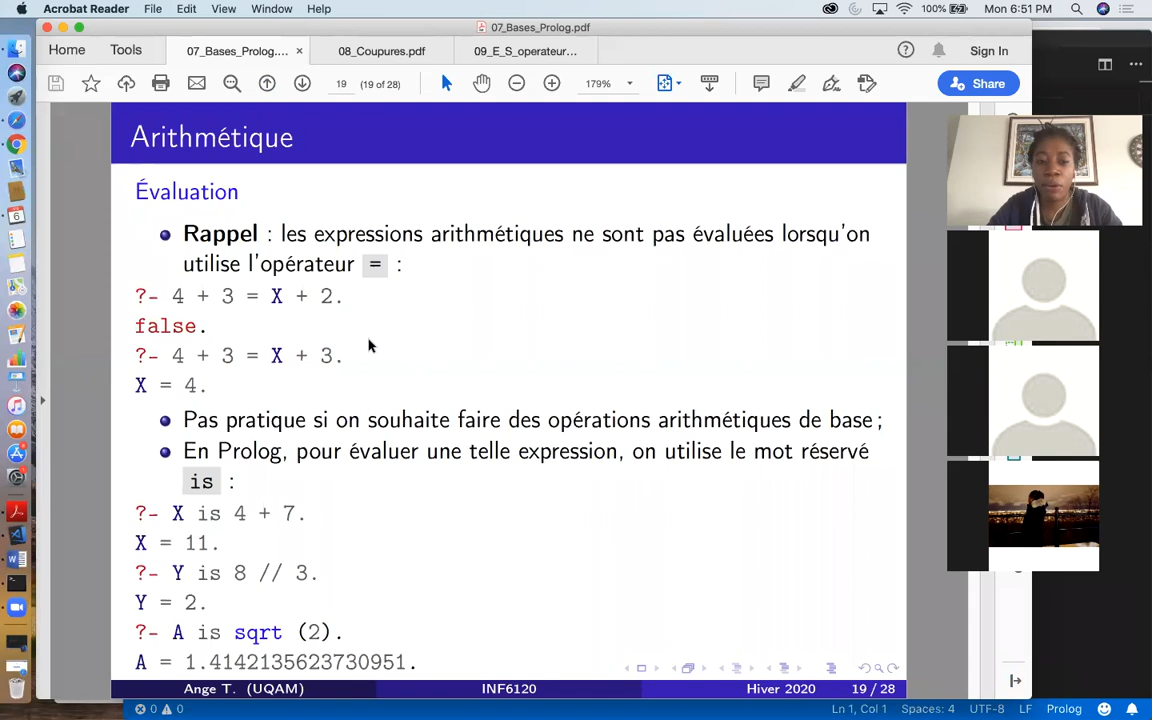 Acrobat Reader File Edit View Window Help 100% Mon 6:51 PM
07_Bases_Prolog.pdf
Home Tools 07_Bases_Prolog.... × 08_Coupures.pdf 09_E_S_operateur... Sign In
19 (19 of 28) 179% Share
Arithmétique
Évaluation
Rappel : les expressions arithmétiques ne sont pas évaluées lorsqu'on
utilise l'opérateur = :
?- 4 + 3 = X + 2.
false.
?- 4 + 3 = X + 3.
X = 4.
Pas pratique si on souhaite faire des opérations arithmétiques de base ;
En Prolog, pour évaluer une telle expression, on utilise le mot réservé
is :
?- X is 4 + 7.
X = 11.
?- Y is 8 // 3.
Y = 2.
?- A is sqrt (2).
A = 1.4142135623730951.
Ange T. (UQAM) INF6120 Hiver 2020 19 / 28
0 0 Ln 1, Col 1 Spaces: 4 UTF-8 LF Prolog